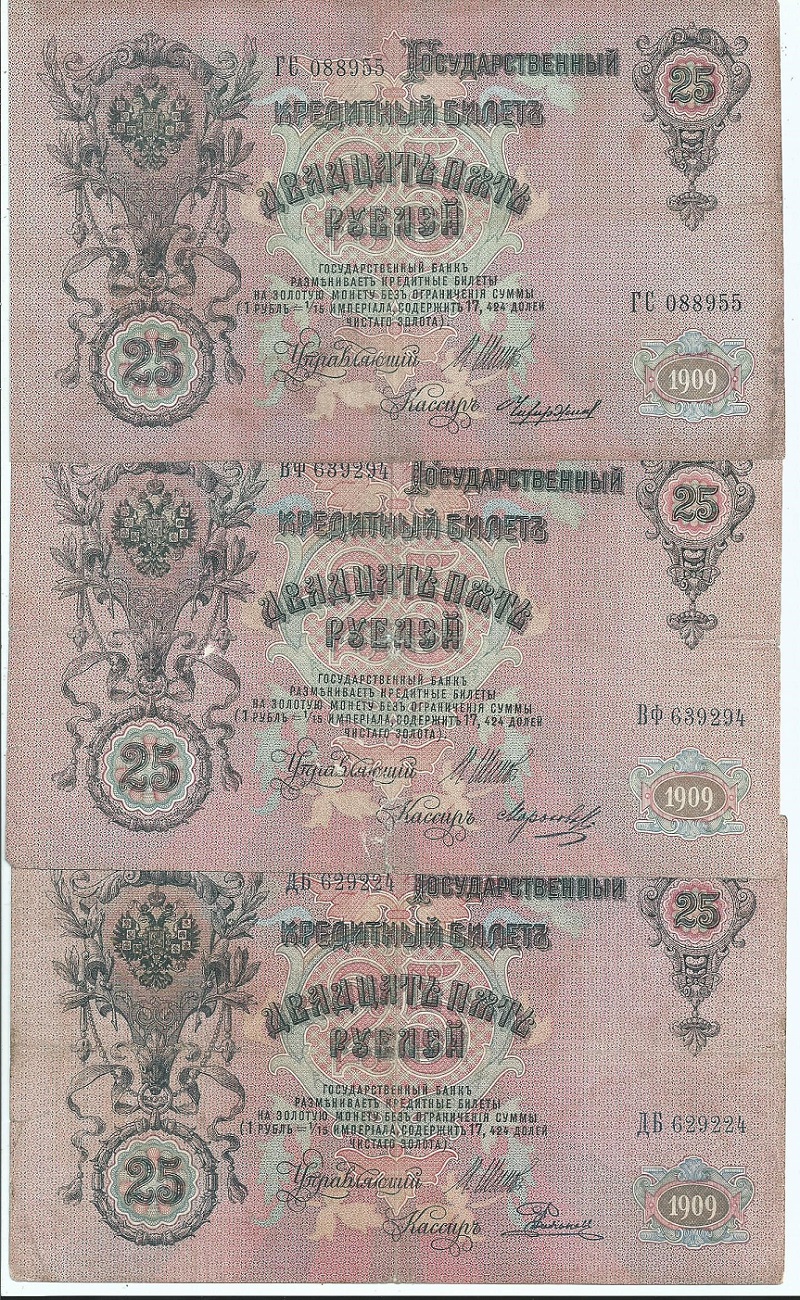 ГС 088955 ГОСУДАРСТВЕННЫЙ 25
КРЕДИТНЫЙ БИЛЕТЪ
ДВАДЦАТЬ ПЯТЬ
РУБЛЕЙ
ГОСУДАРСТВЕННЫЙ БАНКЪ
РАЗМѢНИВАЕТЪ КРЕДИТНЫЕ БИЛЕТЫ
НА ЗОЛОТУЮ МОНЕТУ БЕЗЪ ОГРАНИЧЕНІЯ СУММЫ
(1 РУБЛЬ = 1/15 ИМПЕРІАЛА, СОДЕРЖИТЪ 17, 424 ДОЛЕЙ
ЧИСТАГО ЗОЛОТА).
ГС 088955
25
Управляющій
1909
Кассиръ
ВФ 639294 ГОСУДАРСТВЕННЫЙ 25
КРЕДИТНЫЙ БИЛЕТЪ
ДВАДЦАТЬ ПЯТЬ
РУБЛЕЙ
ГОСУДАРСТВЕННЫЙ БАНКЪ
РАЗМѢНИВАЕТЪ КРЕДИТНЫЕ БИЛЕТЫ
НА ЗОЛОТУЮ МОНЕТУ БЕЗЪ ОГРАНИЧЕНІЯ СУММЫ
(1 РУБЛЬ = 1/15 ИМПЕРІАЛА, СОДЕРЖИТЪ 17, 424 ДОЛЕЙ
ЧИСТАГО ЗОЛОТА).
ВФ 639294
25
Управляющій
1909
Кассиръ
ДБ 629224 ГОСУДАРСТВЕННЫЙ 25
КРЕДИТНЫЙ БИЛЕТЪ
ДВАДЦАТЬ ПЯТЬ
РУБЛЕЙ
ГОСУДАРСТВЕННЫЙ БАНКЪ
РАЗМѢНИВАЕТЪ КРЕДИТНЫЕ БИЛЕТЫ
НА ЗОЛОТУЮ МОНЕТУ БЕЗЪ ОГРАНИЧЕНІЯ СУММЫ
(1 РУБЛЬ = 1/15 ИМПЕРІАЛА, СОДЕРЖИТЪ 17, 424 ДОЛЕЙ
ЧИСТАГО ЗОЛОТА).
ДБ 629224
25
Управляющій
1909
Кассиръ